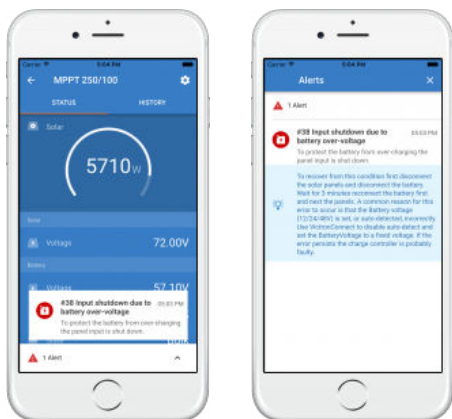 Carrier 5:04 PM
MPPT 250/100
STATUS HISTORY
Solar
5710W
Solar
Voltage 72.00V
Battery
Voltage 57.10V
#38 Input shutdown due to 05:03 PM
battery over-voltage
To protect the battery from over-charging
the panel input is shut down.
1 Alert
Carrier 5:04 PM
Alerts
1 Alert
#38 Input shutdown due to 05:03 PM
battery over-voltage
To protect the battery from over-charging the
panel input is shut down.
To recover from this condition first disconnect
the solar panels and disconnect the battery.
Wait for 3 minutes reconnect the battery first
and next the panels. A common reason for this
error to occur is that the Battery voltage
(12/24/48V) is set, or auto-detected, incorrectly.
Use VictronConnect to disable auto-detect and
set the BatteryVoltage to a fixed voltage. If the
error persists the charge controller is probably
faulty.